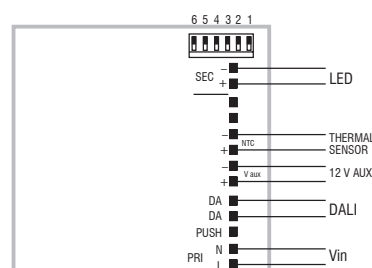 6 5 4 3 2 1
SEC – LED
+
– NTC THERMAL
+ SENSOR
– V aux 12 V AUX
+
DA DALI
DA
PUSH
PRI N Vin
L